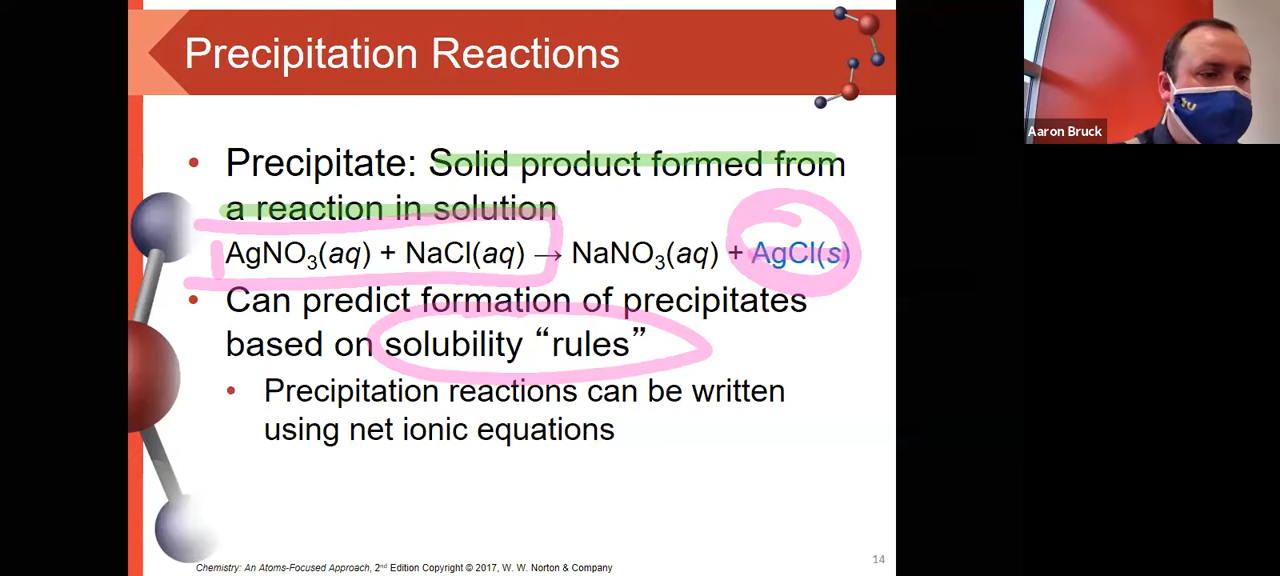 Precipitation Reactions
Aaron Bruck
YU
• Precipitate: Solid product formed from
a reaction in solution
AgNO₃(aq) + NaCl(aq) → NaNO₃(aq) + AgCl(s)
• Can predict formation of precipitates
based on solubility “rules”
• Precipitation reactions can be written
using net ionic equations
14
Chemistry: An Atoms-Focused Approach, 2nd Edition Copyright © 2017, W. W. Norton & Company